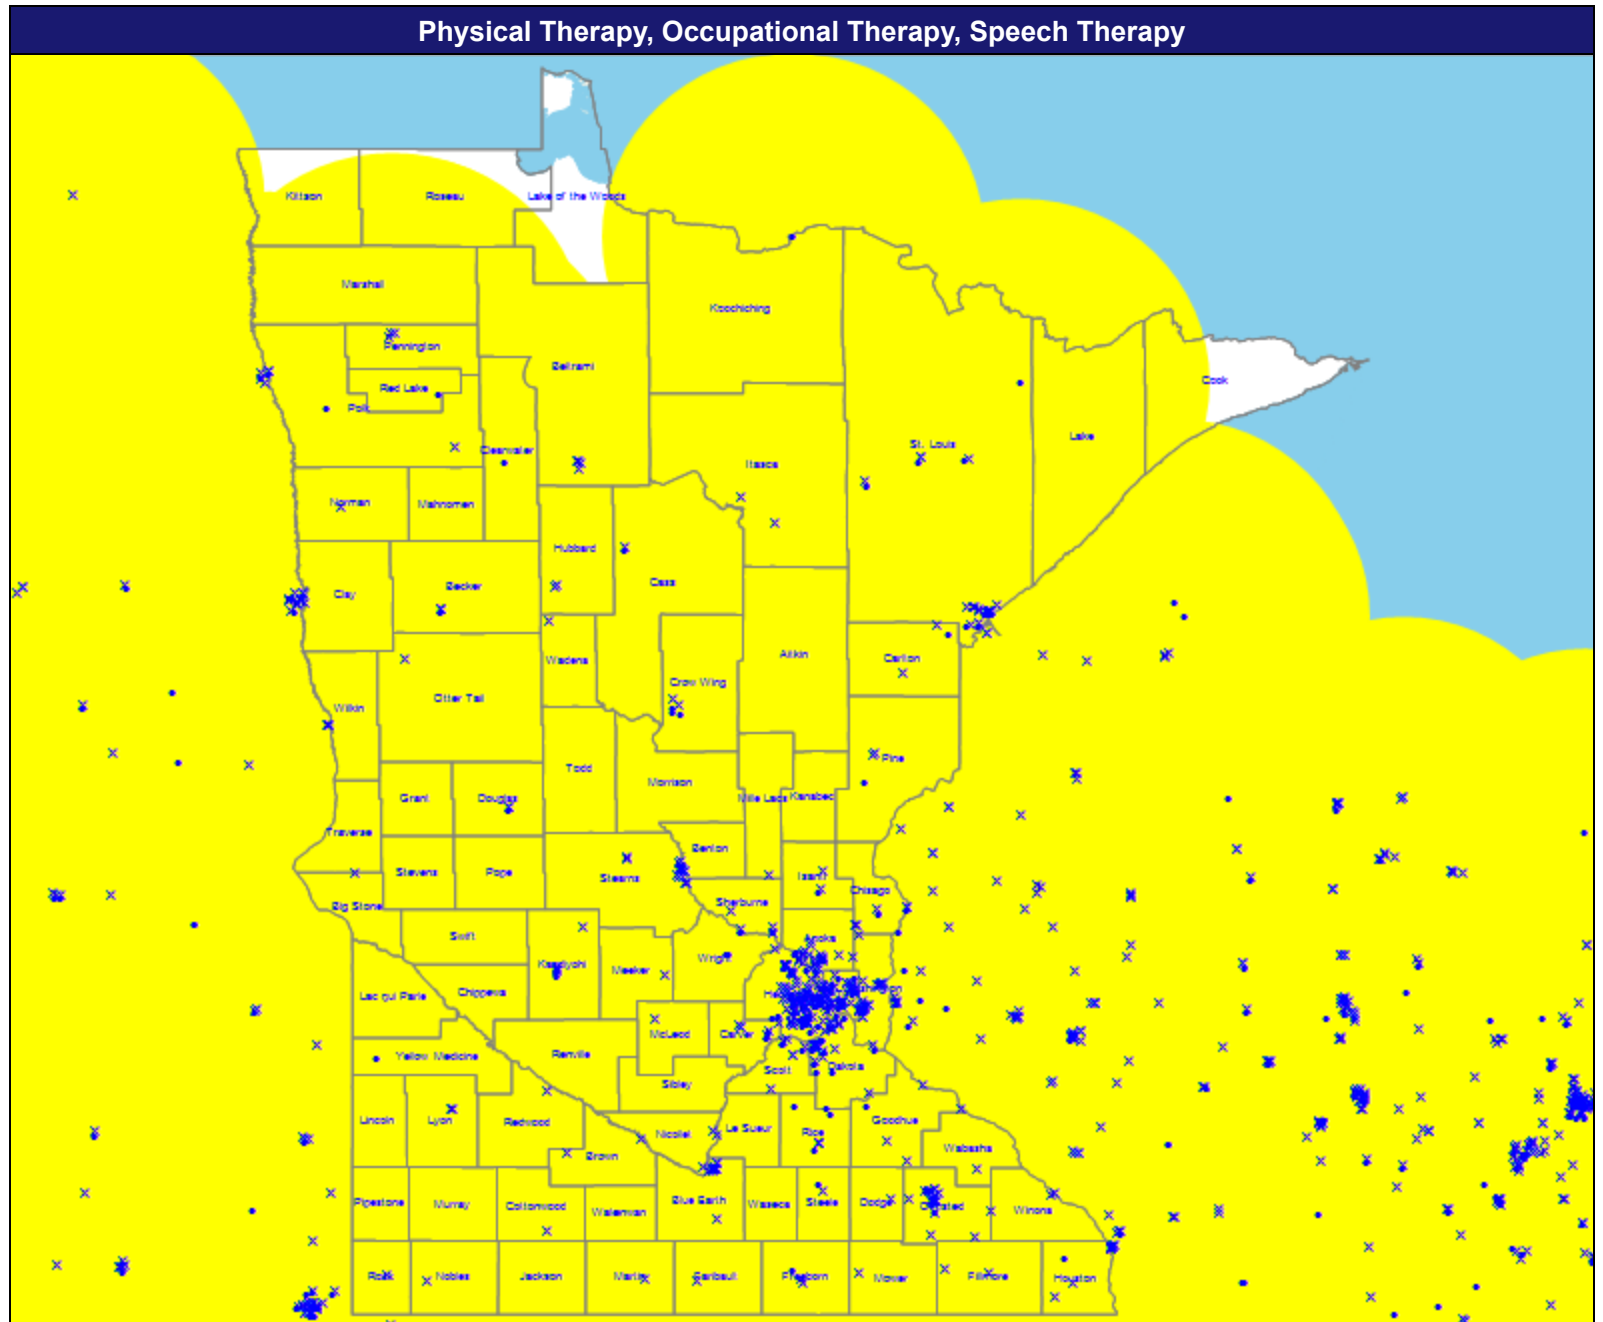 Physical Therapy, Occupational Therapy, Speech Therapy
Kittson
Roseau
Lake of the Woods
Marshall
Koochiching
Pennington
Beltrami
Red Lake
Cook
Polk
Clearwater
St. Louis
Lake
Itasca
Norman
Mahnomen
Hubbard
Cass
Clay
Becker
Aitkin
Carlton
Wadena
Crow Wing
Otter Tail
Wilkin
Pine
Todd
Morrison
Grant
Douglas
Mille Lacs
Kanabec
Traverse
Benton
Stevens
Pope
Stearns
Isanti
Chisago
Big Stone
Sherburne
Swift
Anoka
Kandiyohi
Meeker
Wright
Lac qui Parle
Chippewa
McLeod
Carver
Yellow Medicine
Renville
Scott
Dakota
Sibley
Lincoln
Lyon
Redwood
Nicollet
Le Sueur
Rice
Goodhue
Brown
Wabasha
Pipestone
Murray
Cottonwood
Watonwan
Blue Earth
Waseca
Steele
Dodge
Olmsted
Winona
Rock
Nobles
Jackson
Martin
Faribault
Freeborn
Mower
Fillmore
Houston